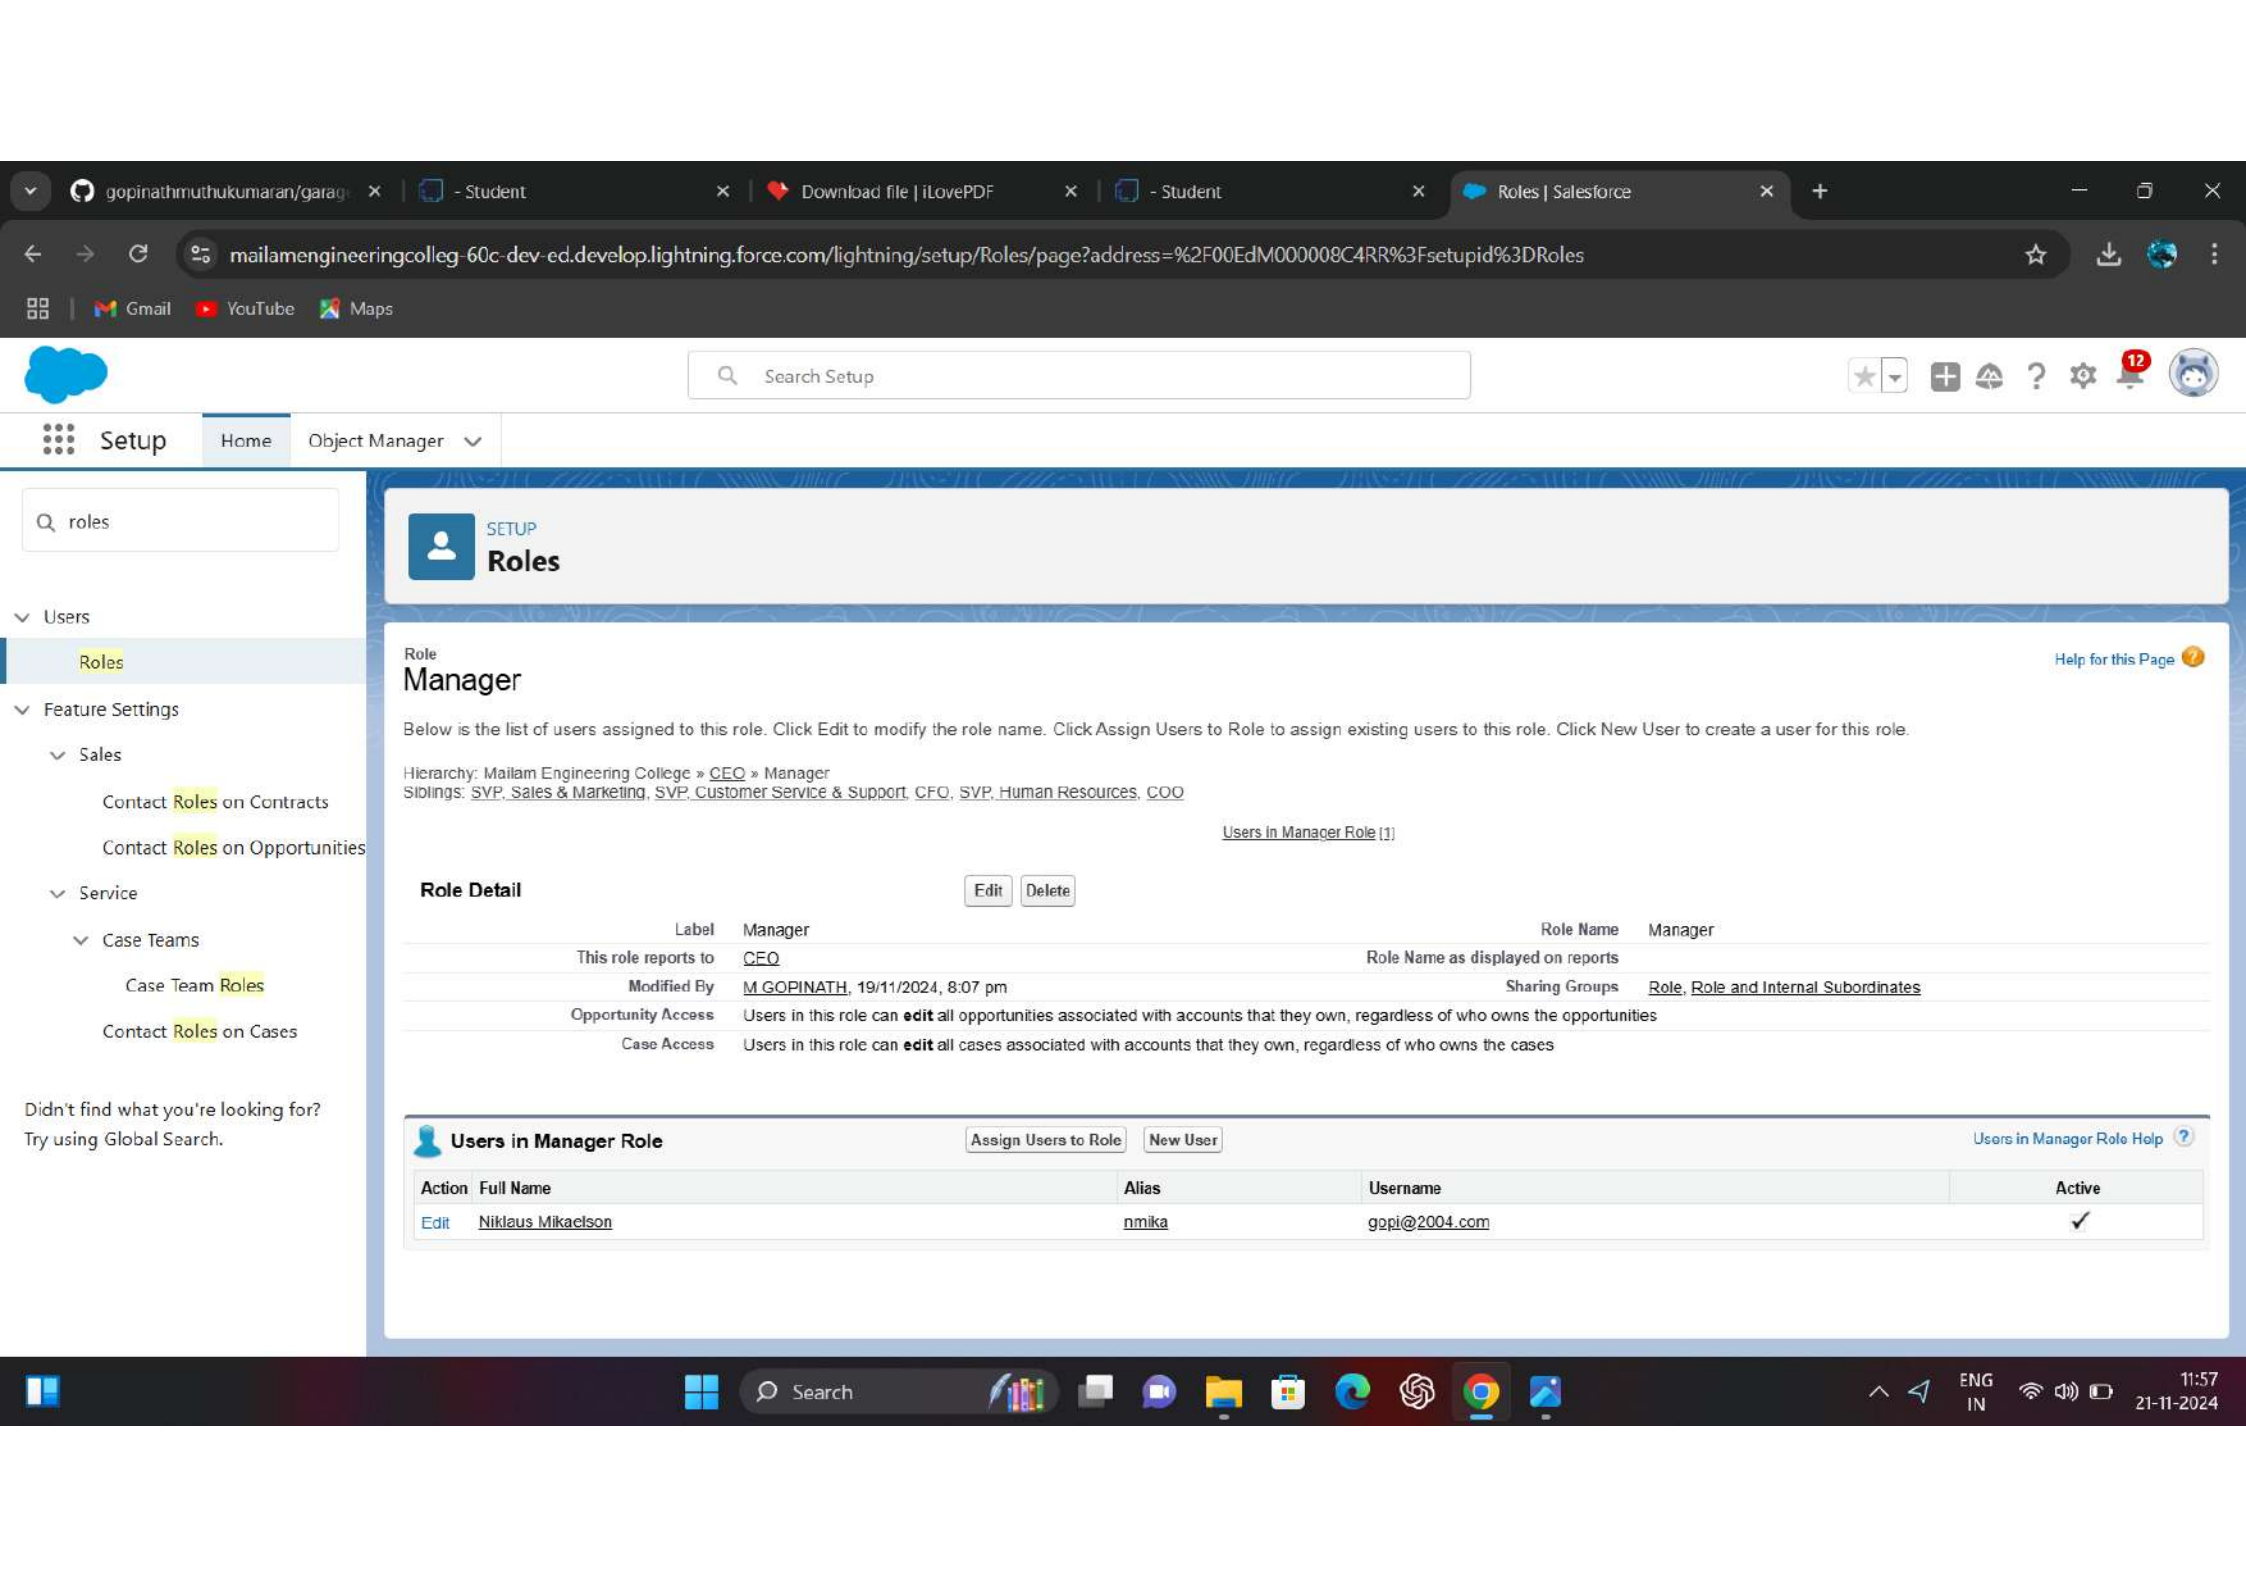 gopinathmuthukumaran/garag
- Student
Download file | iLovePDF
- Student
Roles | Salesforce
mailamengineeringcolleg-60c-dev-ed.develop.lightning.force.com/lightning/setup/Roles/page?address=%2F00EdM000008C4RR%3Fsetupid%3DRoles
Gmail
YouTube
Maps
Search Setup
12
Setup
Home
Object Manager
roles
Users
Roles
Feature Settings
Sales
Contact Roles on Contracts
Contact Roles on Opportunities
Service
Case Teams
Case Team Roles
Contact Roles on Cases
Didn't find what you're looking for?
Try using Global Search.
SETUP
Roles
Role
Manager
Help for this Page
Below is the list of users assigned to this role. Click Edit to modify the role name. Click Assign Users to Role to assign existing users to this role. Click New User to create a user for this role.
Hierarchy: Mailam Engineering College » CEO » Manager
Siblings: SVP, Sales & Marketing, SVP, Customer Service & Support, CFO, SVP, Human Resources, COO
Users in Manager Role [1]
Role Detail
Edit
Delete
Label Manager Role Name Manager
This role reports to CEO Role Name as displayed on reports
Modified By M GOPINATH, 19/11/2024, 8:07 pm Sharing Groups Role, Role and Internal Subordinates
Opportunity Access Users in this role can edit all opportunities associated with accounts that they own, regardless of who owns the opportunities
Case Access Users in this role can edit all cases associated with accounts that they own, regardless of who owns the cases
Users in Manager Role
Assign Users to Role
New User
Users in Manager Role Help ?
Action Full Name Alias Username Active
Edit Niklaus Mikaelson nmika gopi@2004.com ✓
Search
ENG
IN
11:57
21-11-2024